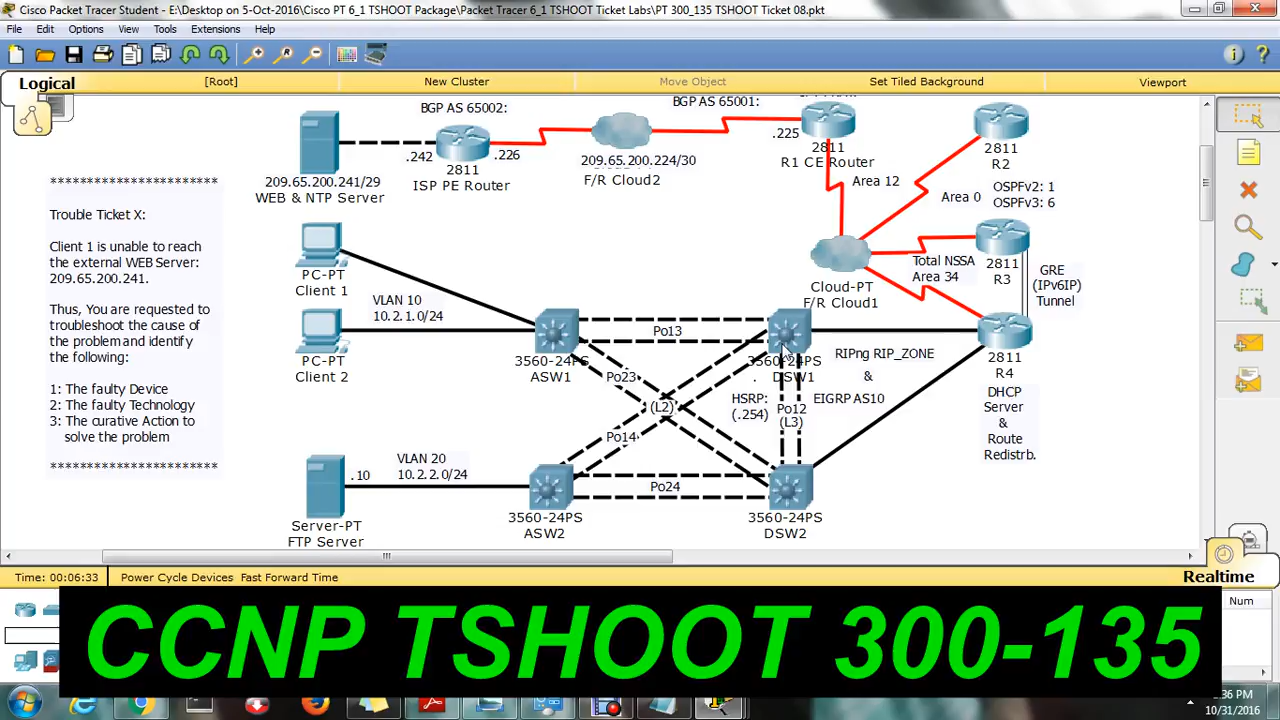 Cisco Packet Tracer Student - E:\Desktop on 5-Oct-2016\Cisco PT 6_1 TSHOOT Package\Packet Tracer 6_1 TSHOOT Ticket Labs\PT 300_135 TSHOOT Ticket 08.pkt
File Edit Options View Tools Extensions Help
Logical
[Root]
New Cluster
Move Object
Set Tiled Background
Viewport
BGP AS 65002:
BGP AS 65001:
.242
.226
.225
209.65.200.224/30
F/R Cloud2
2811
R1 CE Router
2811
R2
2811
ISP PE Router
209.65.200.241/29
WEB & NTP Server
Area 12
Area 0
OSPFv2: 1
OSPFv3: 6
*********************
Trouble Ticket X:
Client 1 is unable to reach
the external WEB Server:
209.65.200.241.
Thus, You are requested to
troubleshoot the cause of
the problem and identify
the following:
1: The faulty Device
2: The faulty Technology
3: The curative Action to
solve the problem
*********************
PC-PT
Client 1
VLAN 10
10.2.1.0/24
PC-PT
Client 2
Cloud-PT
F/R Cloud1
Total NSSA
Area 34
2811
R3
GRE
(IPv6IP)
Tunnel
Po13
3560-24PS
ASW1
3560-24PS
DSW1
RIPng RIP_ZONE
&
EIGRP AS10
2811
R4
DHCP
Server
&
Route
Redistrb.
Po23
(L2)
HSRP:
(.254)
Po12
(L3)
Po14
VLAN 20
10.2.2.0/24
.10
Po24
Server-PT
FTP Server
3560-24PS
ASW2
3560-24PS
DSW2
Time: 00:06:33
Power Cycle Devices Fast Forward Time
Realtime
Num
CCNP TSHOOT 300-135
:36 PM
10/31/2016